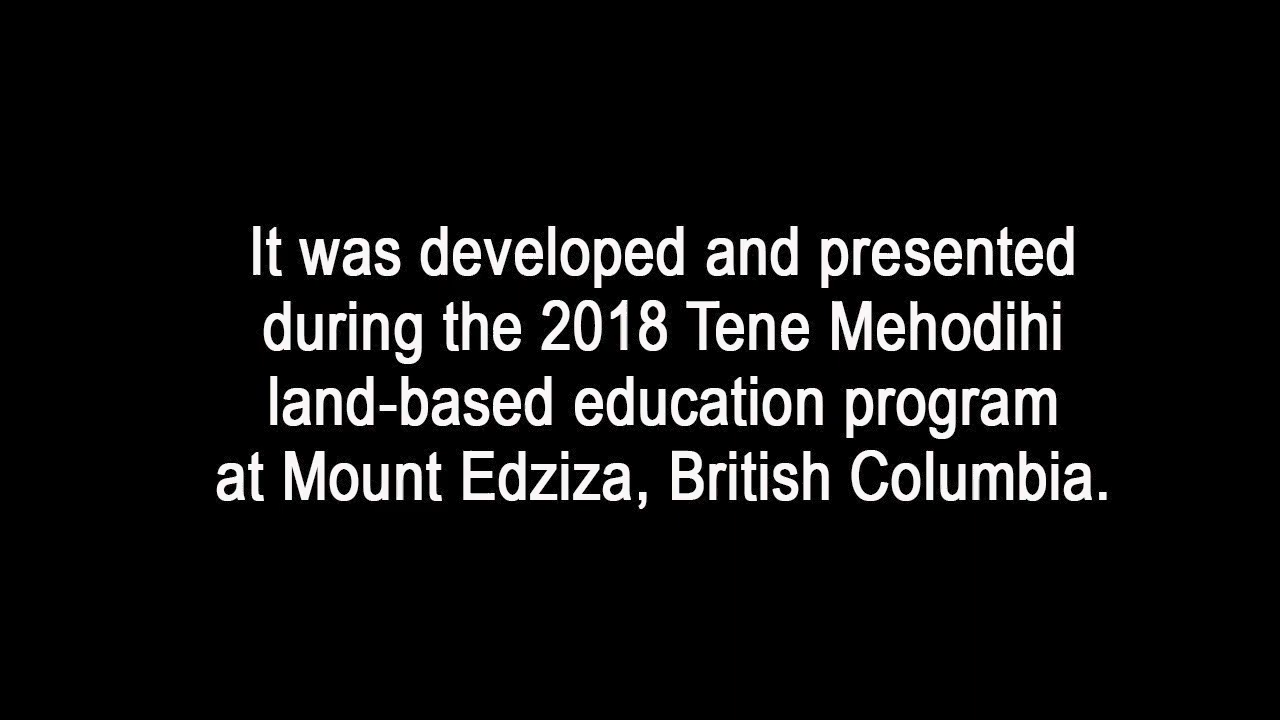 It was developed and presented
during the 2018 Tene Mehodihi
land-based education program
at Mount Edziza, British Columbia.